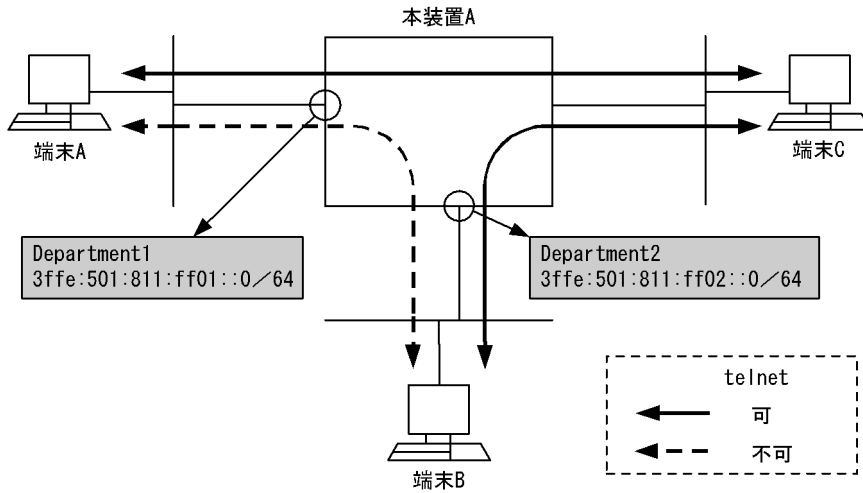 本装置A
端末A
端末C
Department1
3ffe:501:811:ff01::0／64
Department2
3ffe:501:811:ff02::0／64
telnet
可
不可
端末B